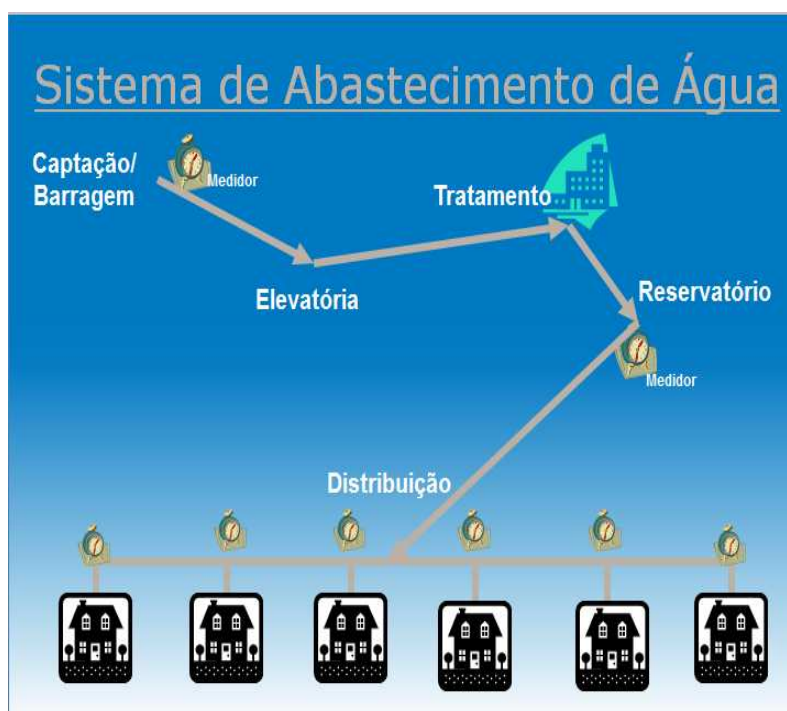 Sistema de Abastecimento de Água
Captação/
Barragem
Medidor
Tratamento
Elevatória
Reservatório
Medidor
Distribuição